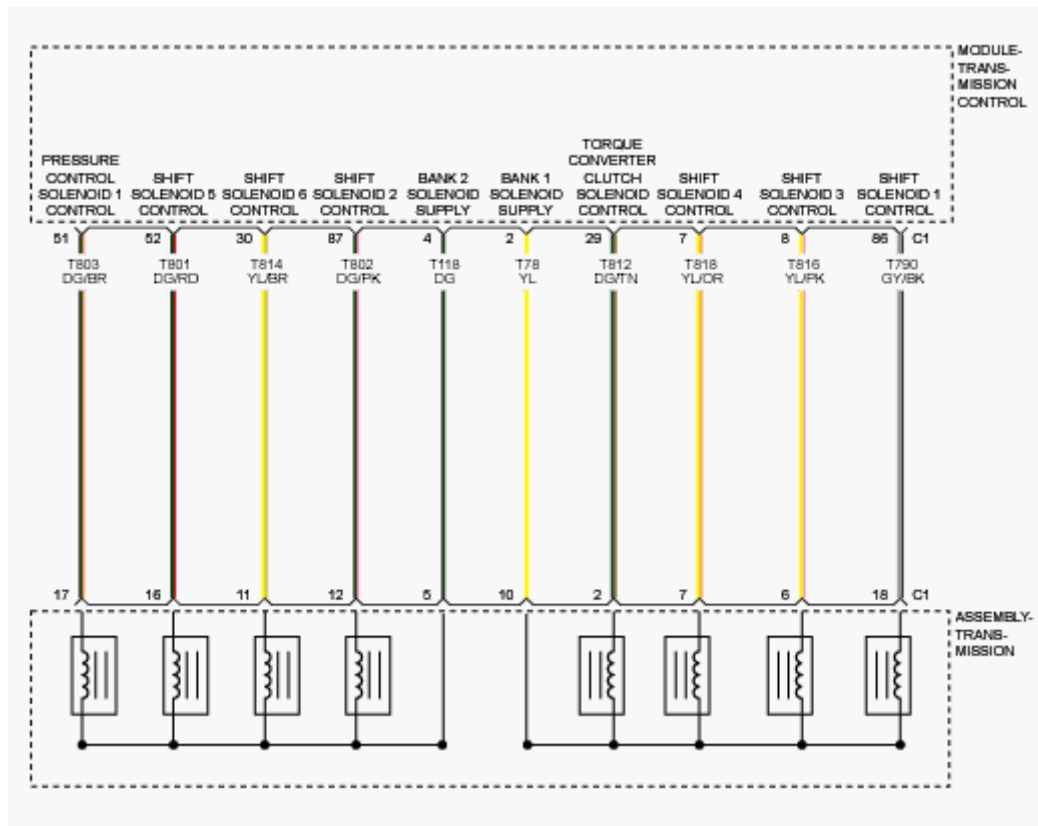 MODULE-
TRANS-
MISSION
CONTROL
PRESSURE
CONTROL
SOLENOID 1
CONTROL
SHIFT
SOLENOID 5
CONTROL
SHIFT
SOLENOID 6
CONTROL
SHIFT
SOLENOID 2
CONTROL
BANK 2
SOLENOID
SUPPLY
BANK 1
SOLENOID
SUPPLY
TORQUE
CONVERTER
CLUTCH
SOLENOID
CONTROL
SHIFT
SOLENOID 4
CONTROL
SHIFT
SOLENOID 3
CONTROL
SHIFT
SOLENOID 1
CONTROL
51 52 30 87 4 2 29 7 8 86 C1
T803 T801 T814 T802 T118 T78 T812 T818 T816 T790
DG/BR DG/RD YL/BR DG/PK DG YL DG/TN YL/OR YL/PK GY/BK
17 16 11 12 5 10 2 7 6 18 C1
ASSEMBLY-
TRANS-
MISSION